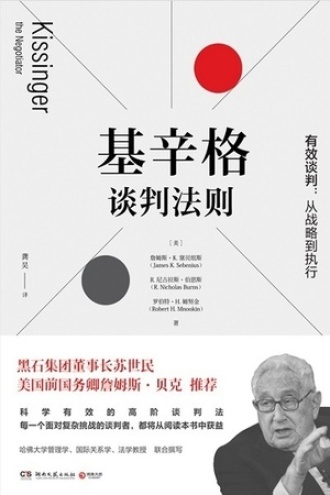 Kissinger
the Negotiator
基辛格
谈判法则
有效谈判：从战略到执行
［美］
詹姆斯·K. 塞贝纽斯
(James K. Sebenius)
R. 尼古拉斯·伯恩斯
(R. Nicholas Burns)
罗伯特·H. 姆努金
(Robert H. Mnookin)
著
龚昊 译
黑石集团董事长苏世民
美国前国务卿詹姆斯·贝克 推荐
科学有效的高阶谈判法
每一个面对复杂挑战的谈判者，都将从阅读本书中获益
哈佛大学管理学、国际关系学、法学教授 联合撰写
CS
湖南文艺出版社
博集天卷